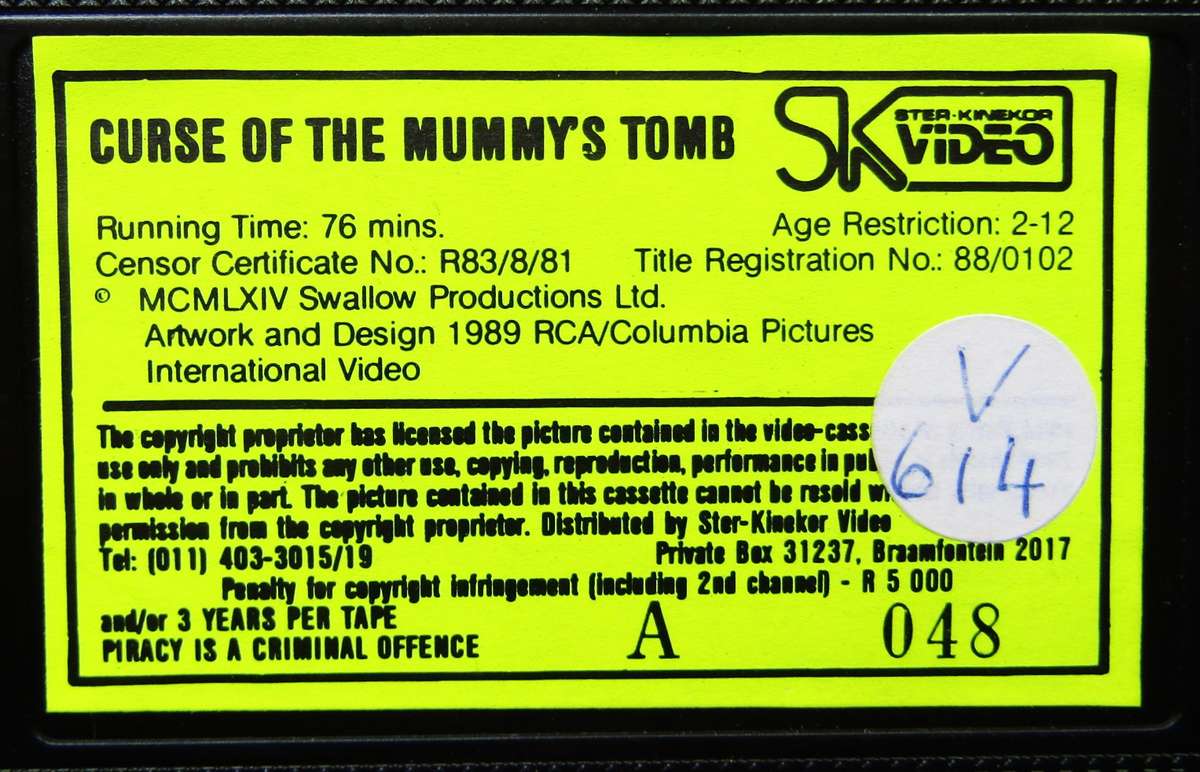 CURSE OF THE MUMMY'S TOMB
SK STER·KINEKOR
VIDEO
Running Time: 76 mins.
Age Restriction: 2-12
Censor Certificate No.: R83/8/81
Title Registration No.: 88/0102
© MCMLXIV Swallow Productions Ltd.
Artwork and Design 1989 RCA/Columbia Pictures
International Video
V
614
The copyright proprietor has licensed the picture contained in the video-cass
use only and prohibits any other use, copying, reproduction, performance in pu
in whole or in part. The picture contained in this cassette cannot be resold w
permission from the copyright proprietor. Distributed by Ster-Kinekor Video
Tel: (011) 403-3015/19
Private Box 31237, Braamfontein 2017
Penalty for copyright infringement (including 2nd channel) - R 5 000
and/or 3 YEARS PER TAPE
PIRACY IS A CRIMINAL OFFENCE
A
048